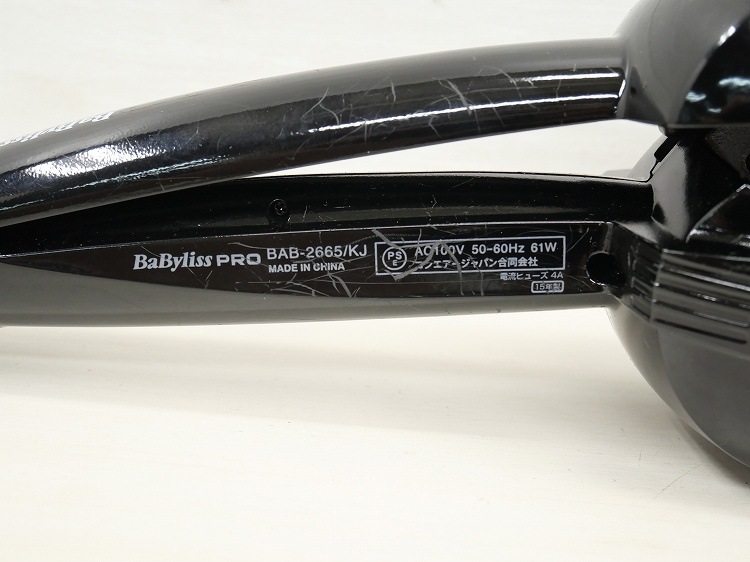 BaByliss PRO BAB-2665/KJ
MADE IN CHINA
PS
E
AC100V 50-60Hz 61W
コンエアージャパン合同会社
電流ヒューズ 4A
15年製